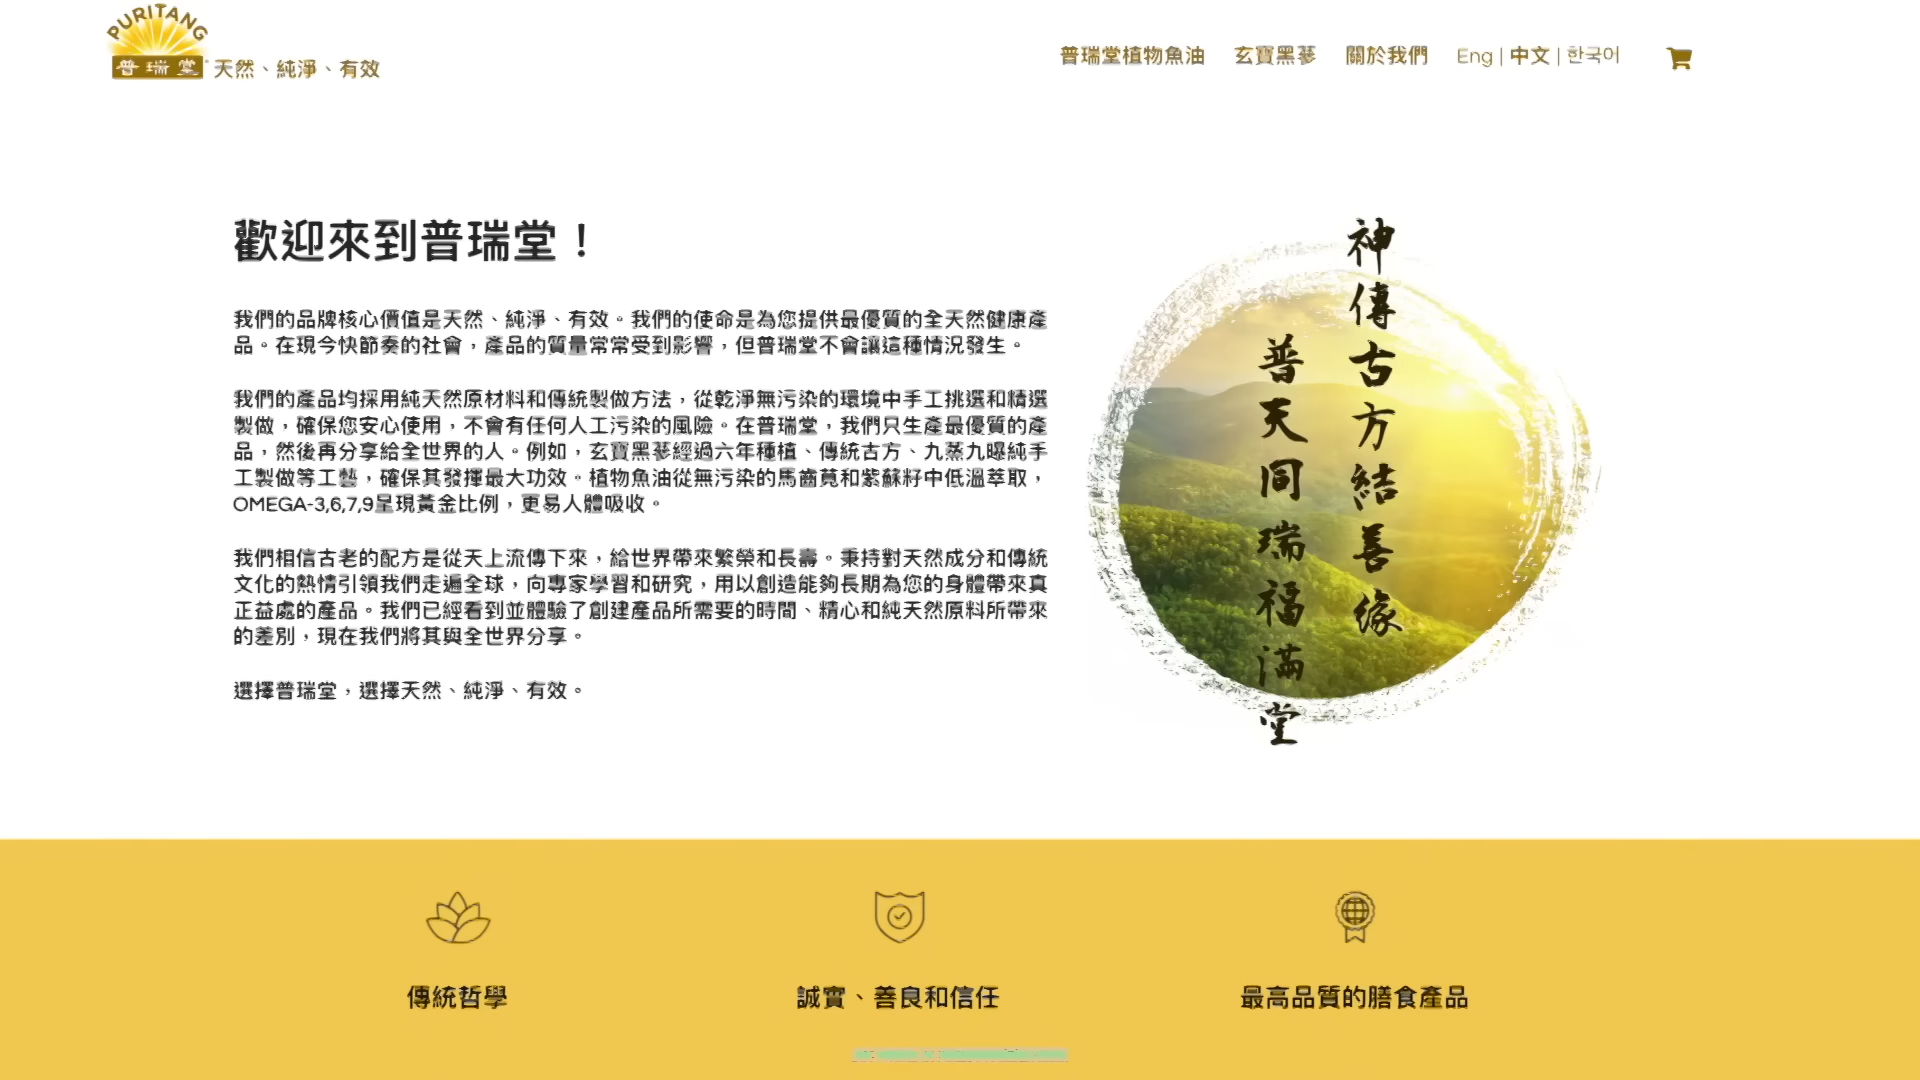 PURITANG
普瑞堂
天然、純淨、有效
普瑞堂植物魚油 玄寶黑蔘 關於我們 Eng | 中文 | 한국어
歡迎來到普瑞堂！
我們的品牌核心價值是天然、純淨、有效。我們的使命是為您提供最優質的全天然健康產
品。在現今快節奏的社會，產品的質量常常受到影響，但普瑞堂不會讓這種情況發生。
我們的產品均採用純天然原材料和傳統製做方法，從乾淨無污染的環境中手工挑選和精選
製做，確保您安心使用，不會有任何人工污染的風險。在普瑞堂，我們只生產最優質的產
品，然後再分享給全世界的人。例如，玄寶黑蔘經過六年種植、傳統古方、九蒸九曝純手
工製做等工藝，確保其發揮最大功效。植物魚油從無污染的馬齒莧和紫蘇籽中低溫萃取，
OMEGA-3,6,7,9呈現黃金比例，更易人體吸收。
我們相信古老的配方是從天上流傳下來，給世界帶來繁榮和長壽。秉持對天然成分和傳統
文化的熱情引領我們走遍全球，向專家學習和研究，用以創造能夠長期為您的身體帶來真
正益處的產品。我們已經看到並體驗了創建產品所需要的時間、精心和純天然原料所帶來
的差別，現在我們將其與全世界分享。
選擇普瑞堂，選擇天然、純淨、有效。
神傳古方結善緣
普天同瑞福滿堂
傳統哲學
誠實、善良和信任
最高品質的膳食產品